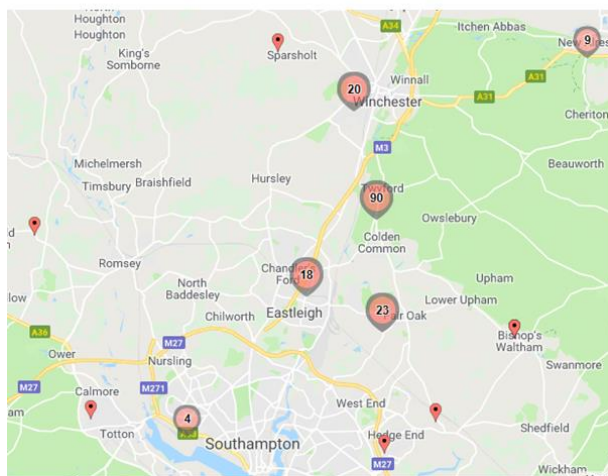 North
Houghton
Houghton
King's
Somborne
Sparsholt
A34
Itchen Abbas
9
Winnall
A31
20
Winchester
A31
Cheriton
M3
Michelmersh
Timsbury
Braishfield
Hursley
Twyford
90
Beauworth
Owslebury
Colden
Common
Romsey
North
Baddesley
Chandler's
Ford
18
Upham
Lower Upham
Eastleigh
23
Fair Oak
Chilworth
A36
M27
Ower
Nursling
Bishop's
Waltham
Swanmore
M27
M271
Calmore
West End
4
Totton
Southampton
Hedge End
Shedfield
M27
Wickham